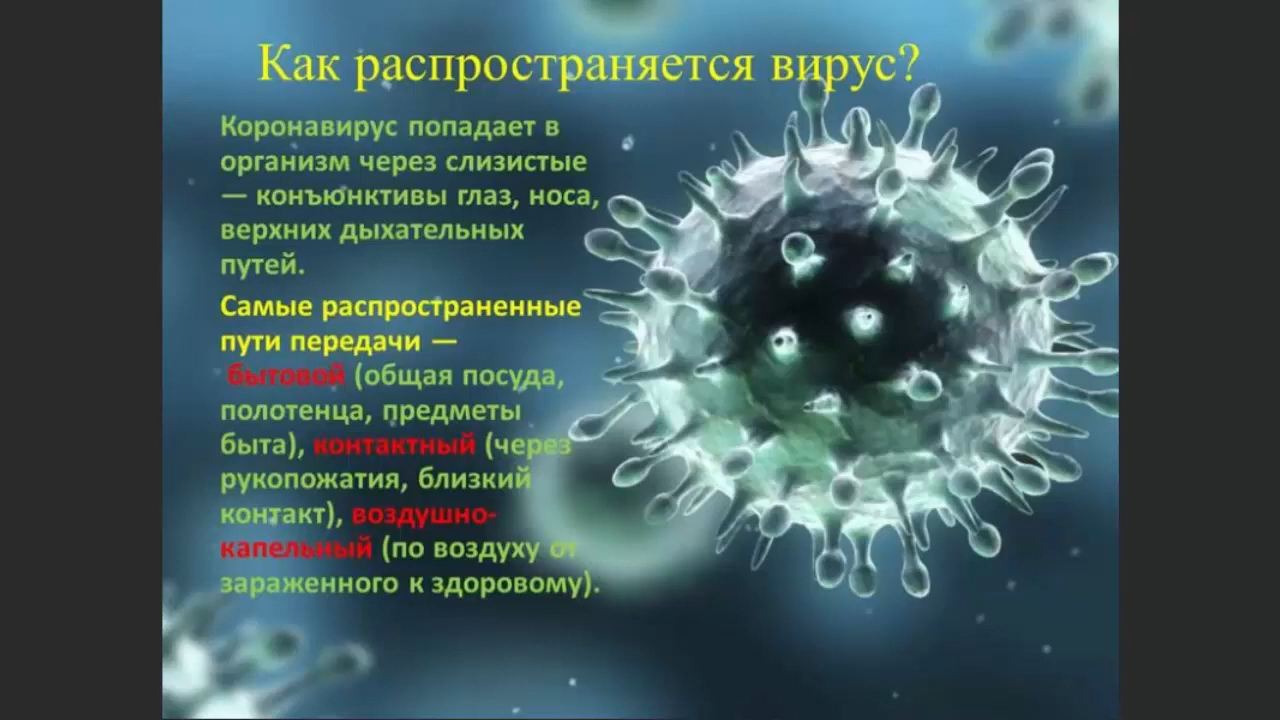 Как распространяется вирус?
Коронавирус попадает в
организм через слизистые
— конъюнктивы глаз, носа,
верхних дыхательных
путей.
Самые распространенные
пути передачи —
бытовой (общая посуда,
полотенца, предметы
быта), контактный (через
рукопожатия, близкий
контакт), воздушно-
капельный (по воздуху от
зараженного к здоровому).